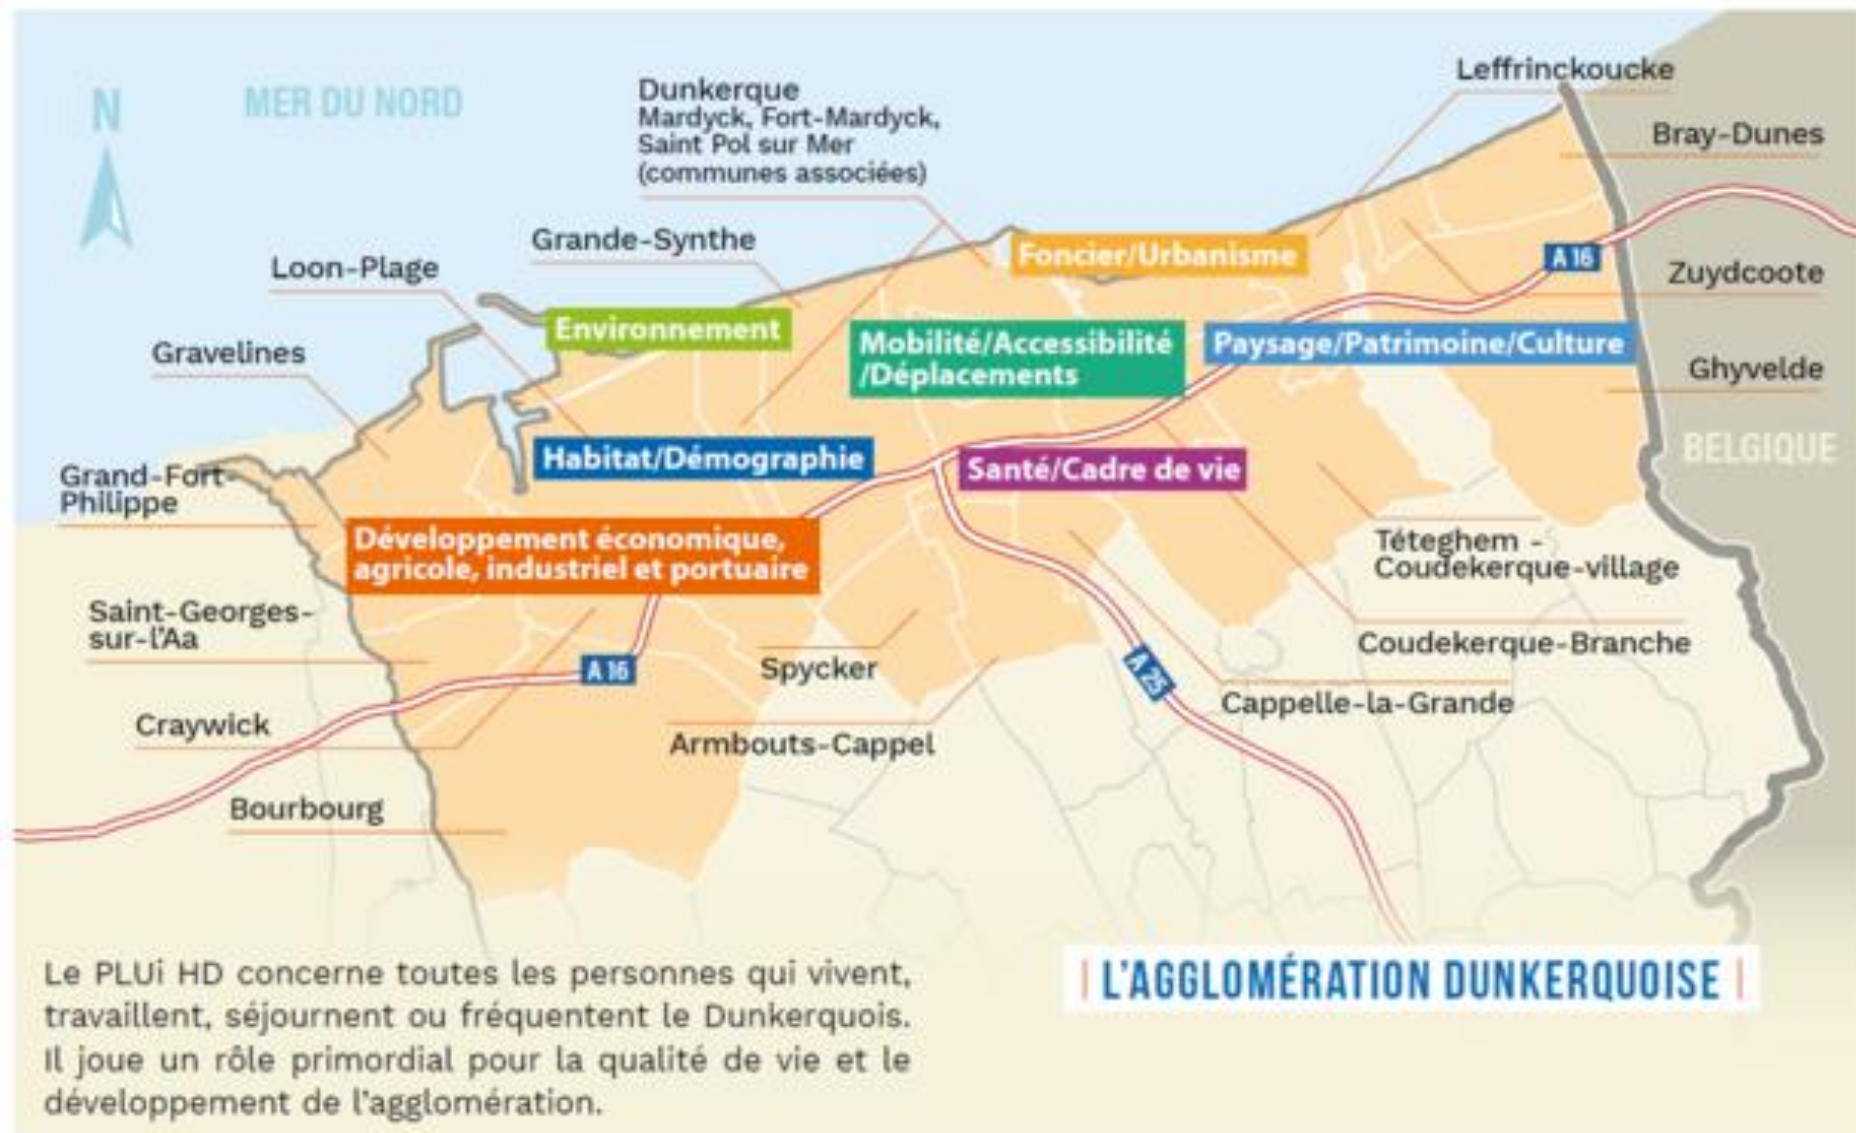 N
MER DU NORD
Dunkerque
Mardyck, Fort-Mardyck,
Saint Pol sur Mer
(communes associées)
Leffrinckoucke
Bray-Dunes
Grande-Synthe
Foncier/Urbanisme
A 16
Loon-Plage
Zuydcoote
Environnement
Mobilité/Accessibilité
/Déplacements
Paysage/Patrimoine/Culture
Gravelines
Ghyvelde
BELGIQUE
Habitat/Démographie
Santé/Cadre de vie
Grand-Fort-
Philippe
Développement économique,
agricole, industriel et portuaire
Téteghem -
Coudekerque-village
Saint-Georges-
sur-l'Aa
Coudekerque-Branche
A 16
Spycker
A 25
Cappelle-la-Grande
Craywick
Armbouts-Cappel
Bourbourg
Le PLUi HD concerne toutes les personnes qui vivent,
travaillent, séjournent ou fréquentent le Dunkerquois.
Il joue un rôle primordial pour la qualité de vie et le
développement de l'agglomération.
| L'AGGLOMÉRATION DUNKERQUOISE |